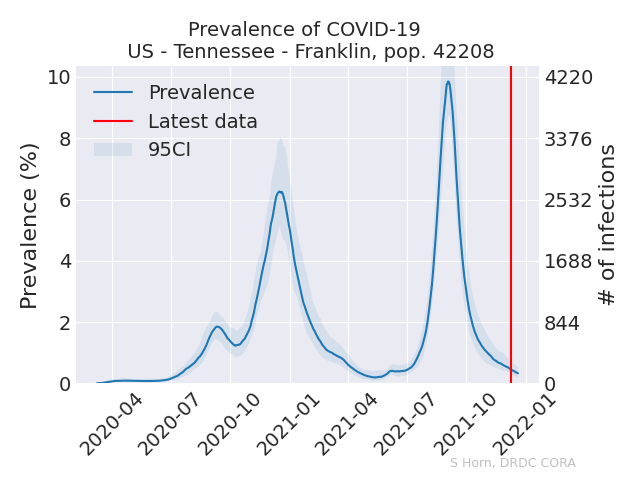 Prevalence of COVID-19
US - Tennessee - Franklin, pop. 42208
Prevalence
Latest data
95CI
Prevalence (%)
10
8
6
4
2
0
4220
3376
2532
1688
844
0
# of infections
2020-04
2020-07
2020-10
2021-01
2021-04
2021-07
2021-10
2022-01
S Horn, DRDC CORA